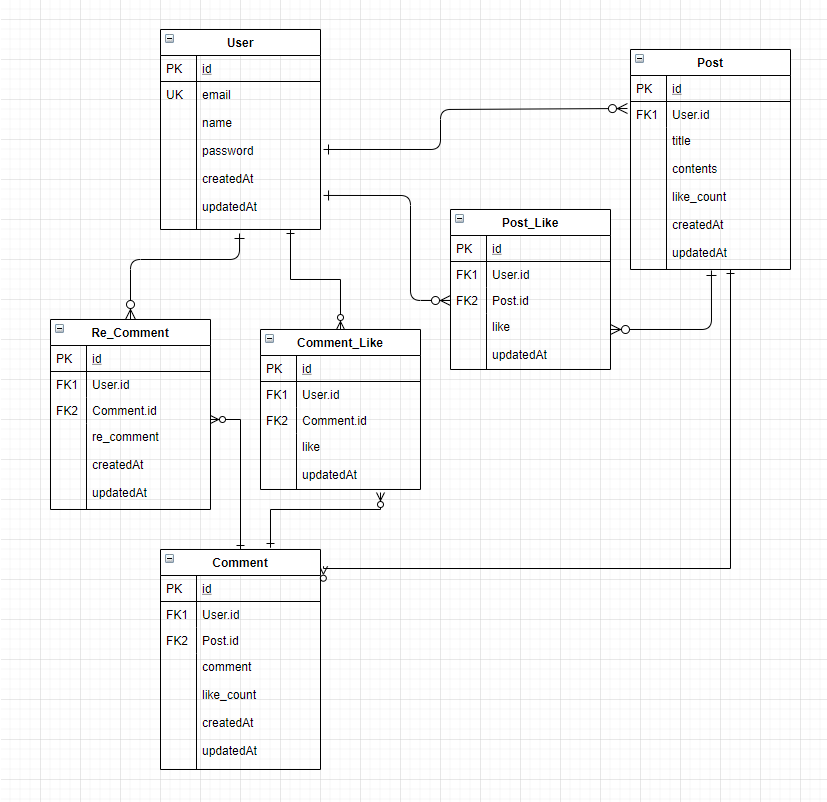 User
PK id
UK email
name
password
createdAt
updatedAt
Post
PK id
FK1 User.id
title
contents
like_count
createdAt
updatedAt
Post_Like
PK id
FK1 User.id
FK2 Post.id
like
updatedAt
Re_Comment
PK id
FK1 User.id
FK2 Comment.id
re_comment
createdAt
updatedAt
Comment_Like
PK id
FK1 User.id
FK2 Comment.id
like
updatedAt
Comment
PK id
FK1 User.id
FK2 Post.id
comment
like_count
createdAt
updatedAt